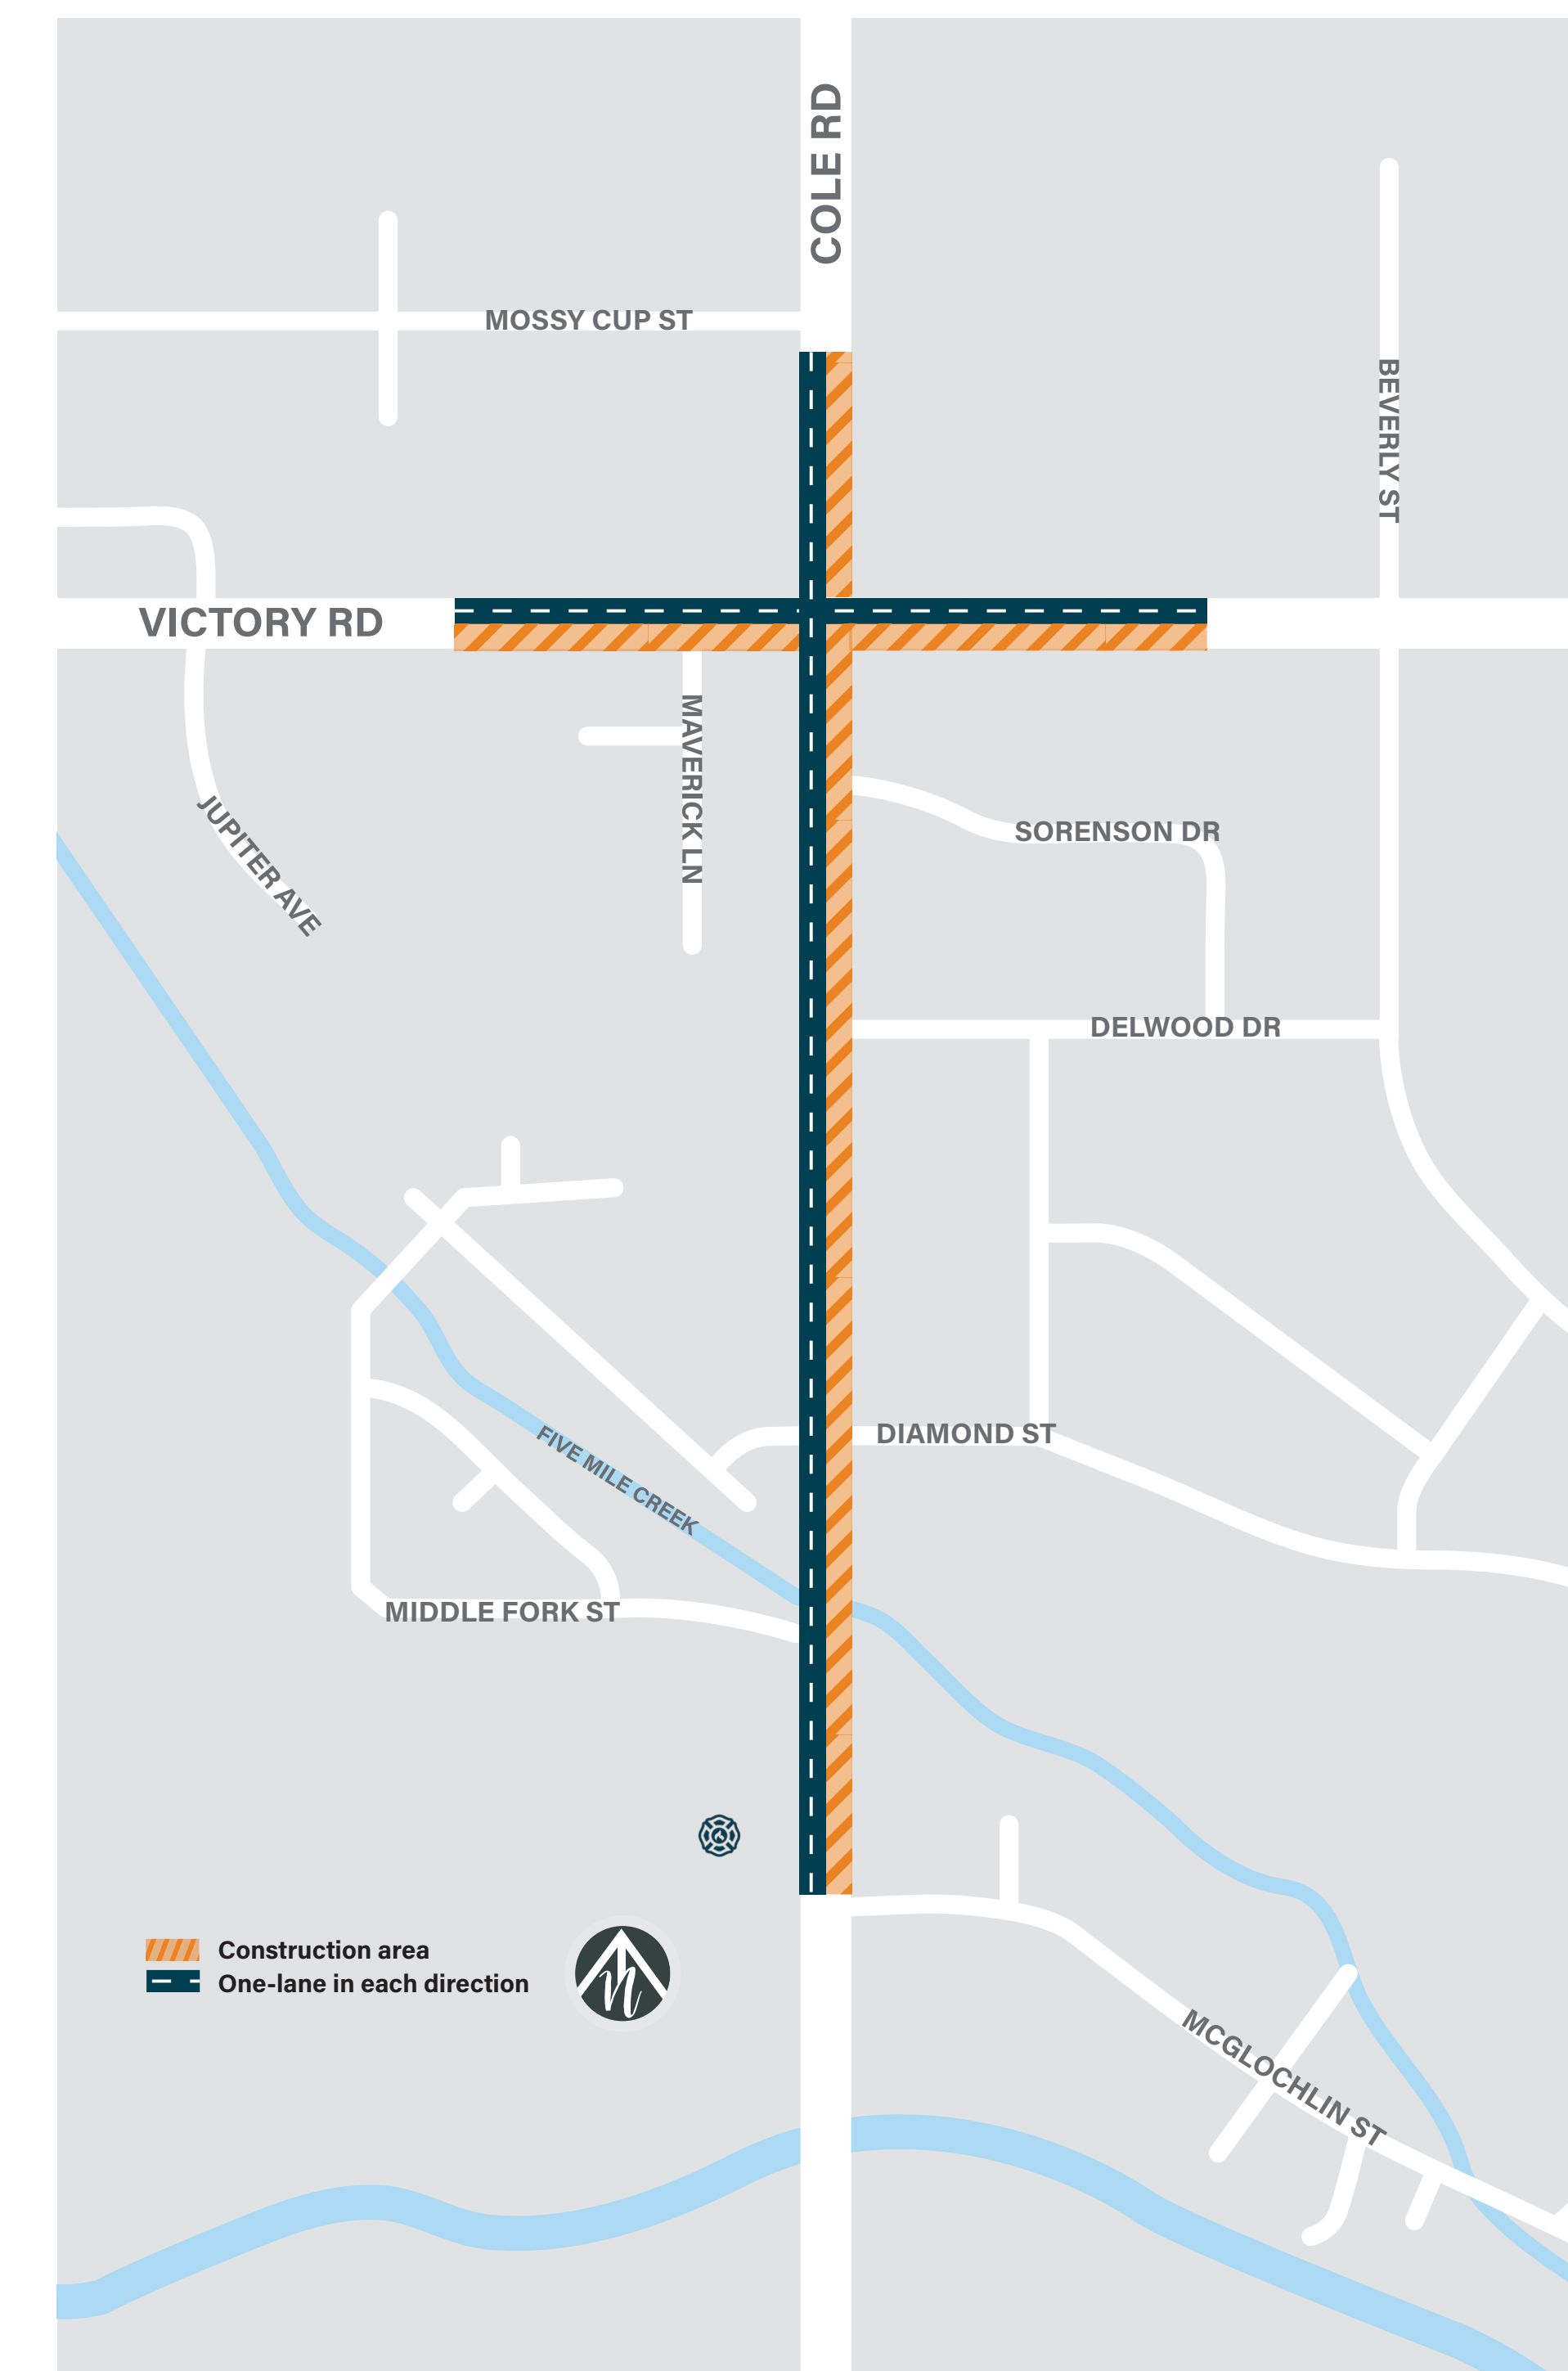 COLE RD
MOSSY CUP ST
BEVERLY ST
VICTORY RD
MAVERICK LN
JUPITER AVE
SORENSON DR
DELWOOD DR
DIAMOND ST
FIVE MILE CREEK
MIDDLE FORK ST
Construction area
One-lane in each direction
n
MCGLOCHLIN ST